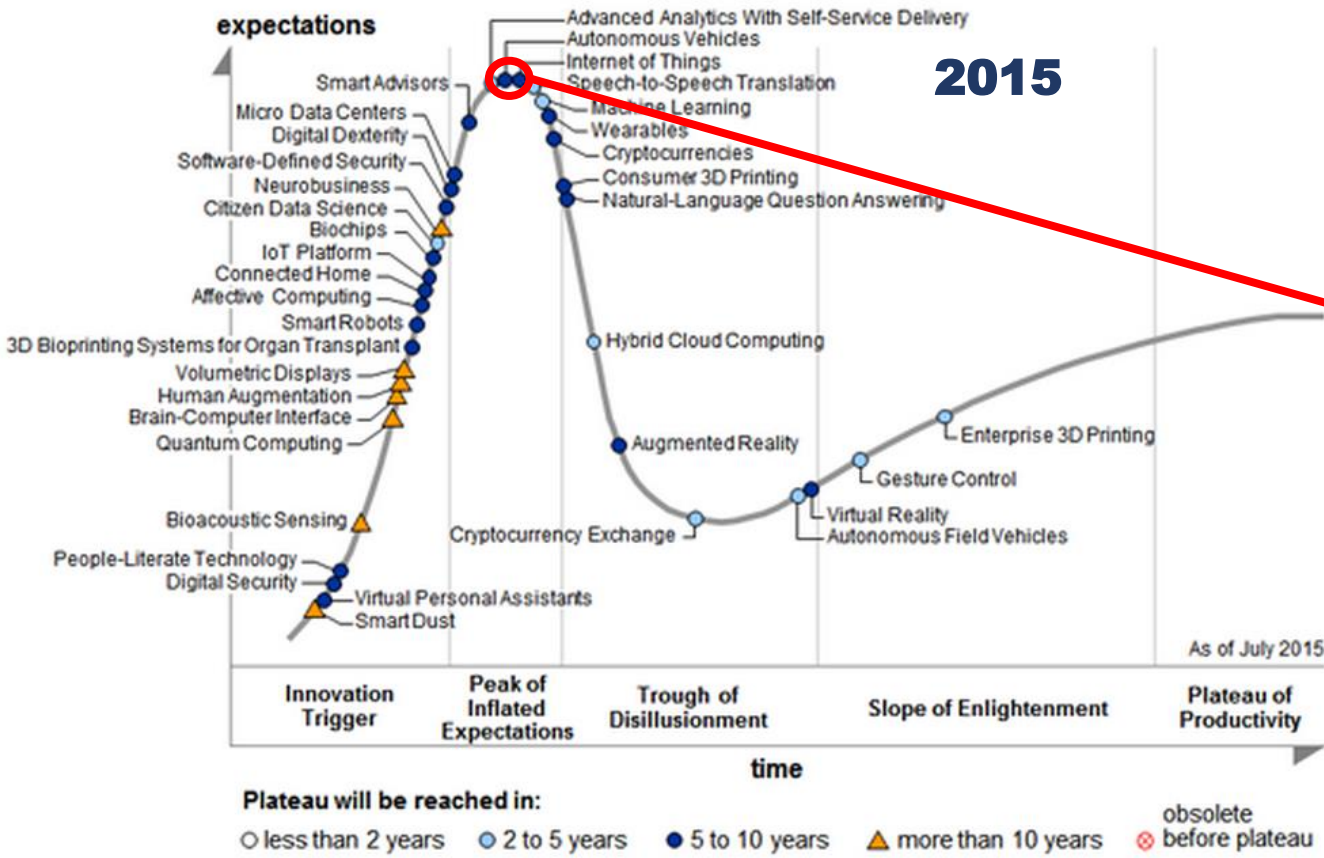 expectations
2015
Advanced Analytics With Self-Service Delivery
Autonomous Vehicles
Internet of Things
Speech-to-Speech Translation
Machine Learning
Wearables
Cryptocurrencies
Consumer 3D Printing
Natural-Language Question Answering
Smart Advisors
Micro Data Centers
Digital Dexterity
Software-Defined Security
Neurobusiness
Citizen Data Science
Biochips
IoT Platform
Connected Home
Affective Computing
Smart Robots
3D Bioprinting Systems for Organ Transplant
Volumetric Displays
Human Augmentation
Brain-Computer Interface
Quantum Computing
Bioacoustic Sensing
People-Literate Technology
Digital Security
Virtual Personal Assistants
Smart Dust
Hybrid Cloud Computing
Augmented Reality
Cryptocurrency Exchange
Enterprise 3D Printing
Gesture Control
Virtual Reality
Autonomous Field Vehicles
As of July 2015
Innovation
Trigger
Peak of
Inflated
Expectations
Trough of
Disillusionment
Slope of Enlightenment
Plateau of
Productivity
time
Plateau will be reached in:
less than 2 years
2 to 5 years
5 to 10 years
more than 10 years
obsolete
before plateau